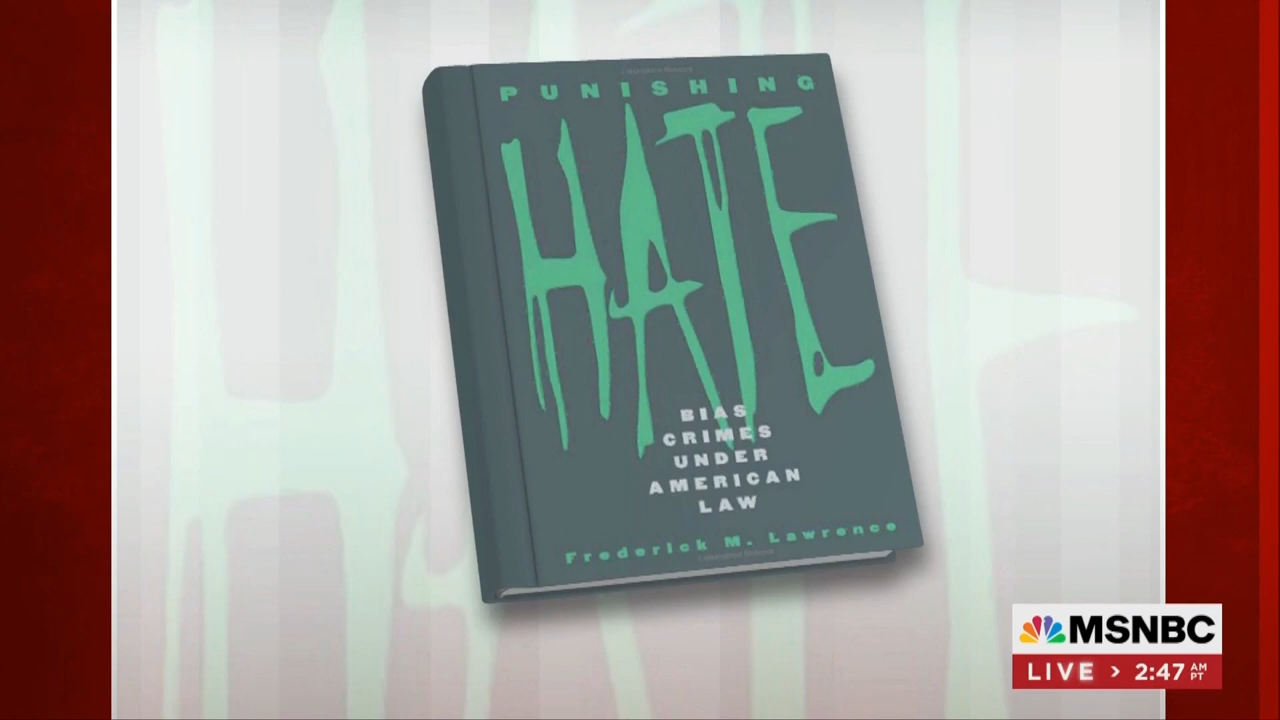 PUNISHING
HATE
BIAS
CRIMES
UNDER
AMERICAN
LAW
Frederick M. Lawrence
MSNBC
LIVE > 2:47 AM PT